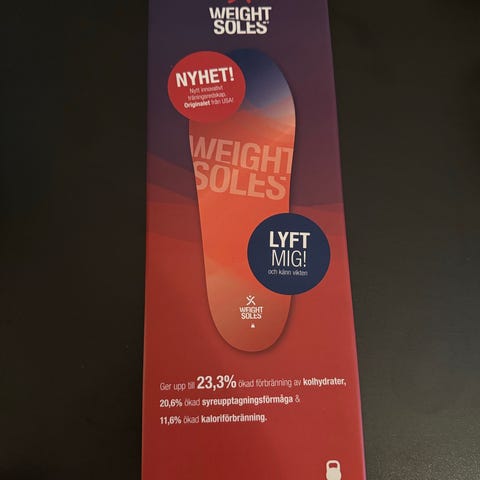 WEIGHT
SOLES
NYHET!
Nytt innovativt
träningsredskap.
Originalet från USA!
WEIGHT
SOLES
LYFT
MIG!
och känn vikten
WEIGHT
SOLES
Ger upp till 23,3% ökad förbränning av kolhydrater,
20,6% ökad syreupptagningsförmåga &
11,6% ökad kaloriförbränning.